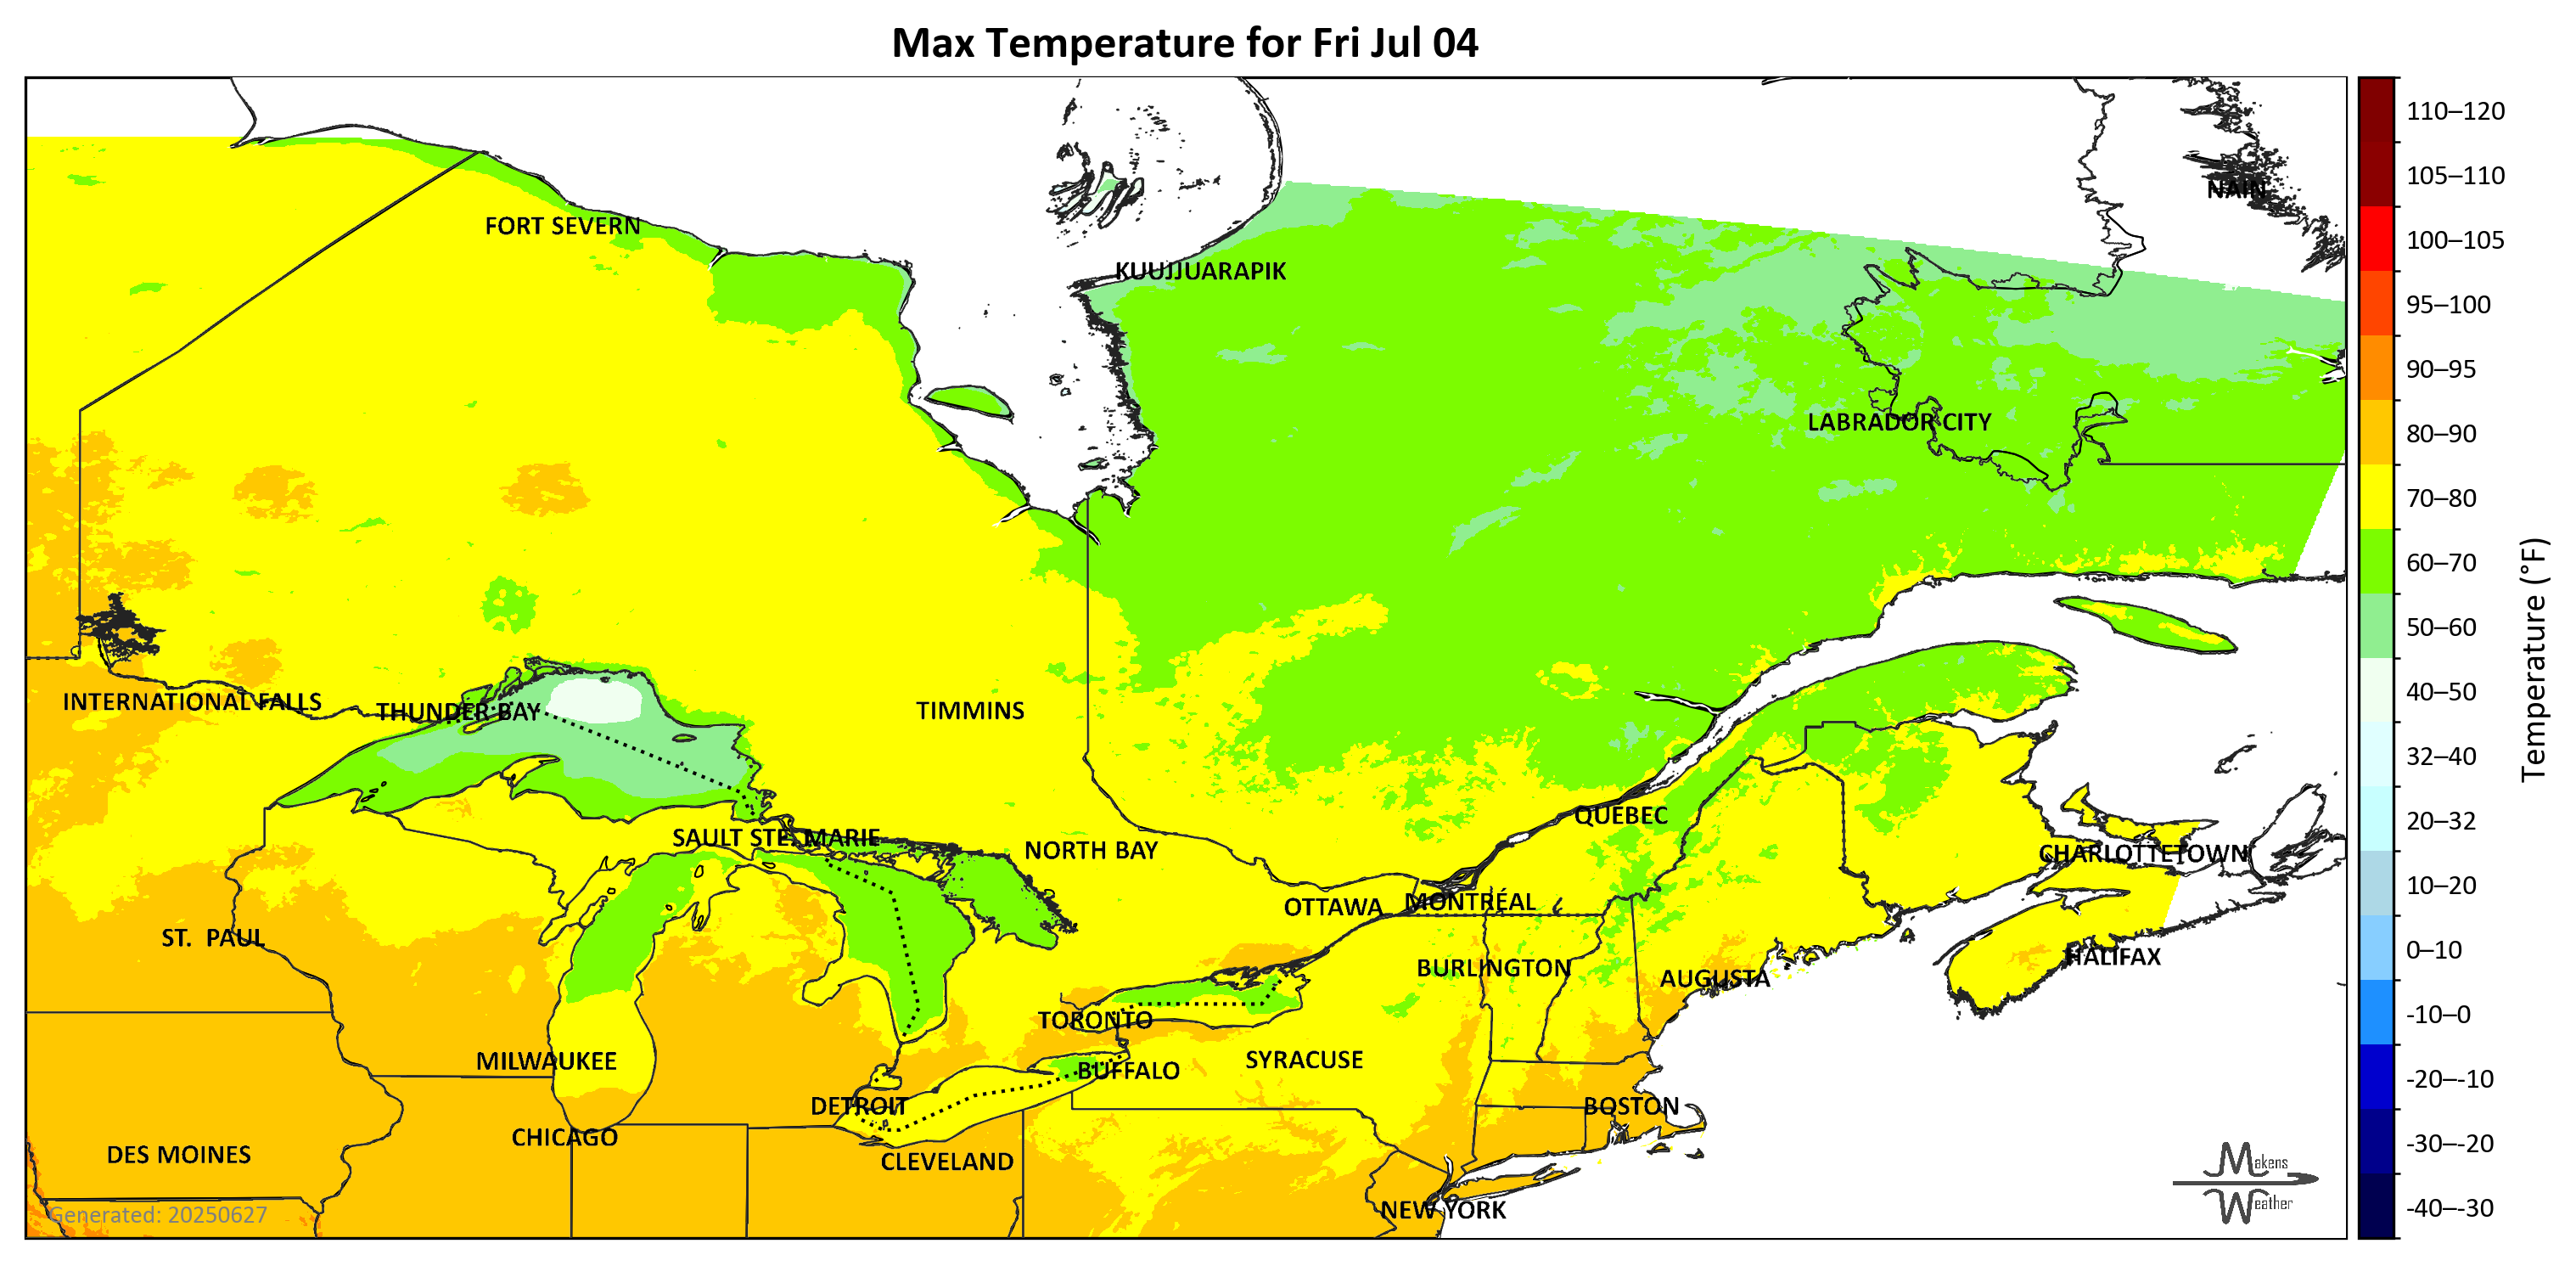 Max Temperature for Fri Jul 04
NAIN
FORT SEVERN
KUUJJUARAPIK
LABRADOR CITY
INTERNATIONAL FALLS
THUNDER BAY
TIMMINS
QUÉBEC
SAULT STE. MARIE
NORTH BAY
CHARLOTTETOWN
OTTAWA
MONTRÉAL
ST. PAUL
HALIFAX
BURLINGTON
AUGUSTA
TORONTO
MILWAUKEE
SYRACUSE
BUFFALO
DETROIT
BOSTON
CHICAGO
DES MOINES
CLEVELAND
NEW YORK
Generated: 20250627
Makens
Weather
110–120
105–110
100–105
95–100
90–95
80–90
70–80
60–70
50–60
40–50
32–40
20–32
10–20
0–10
-10–0
-20–-10
-30–-20
-40–-30
Temperature (°F)